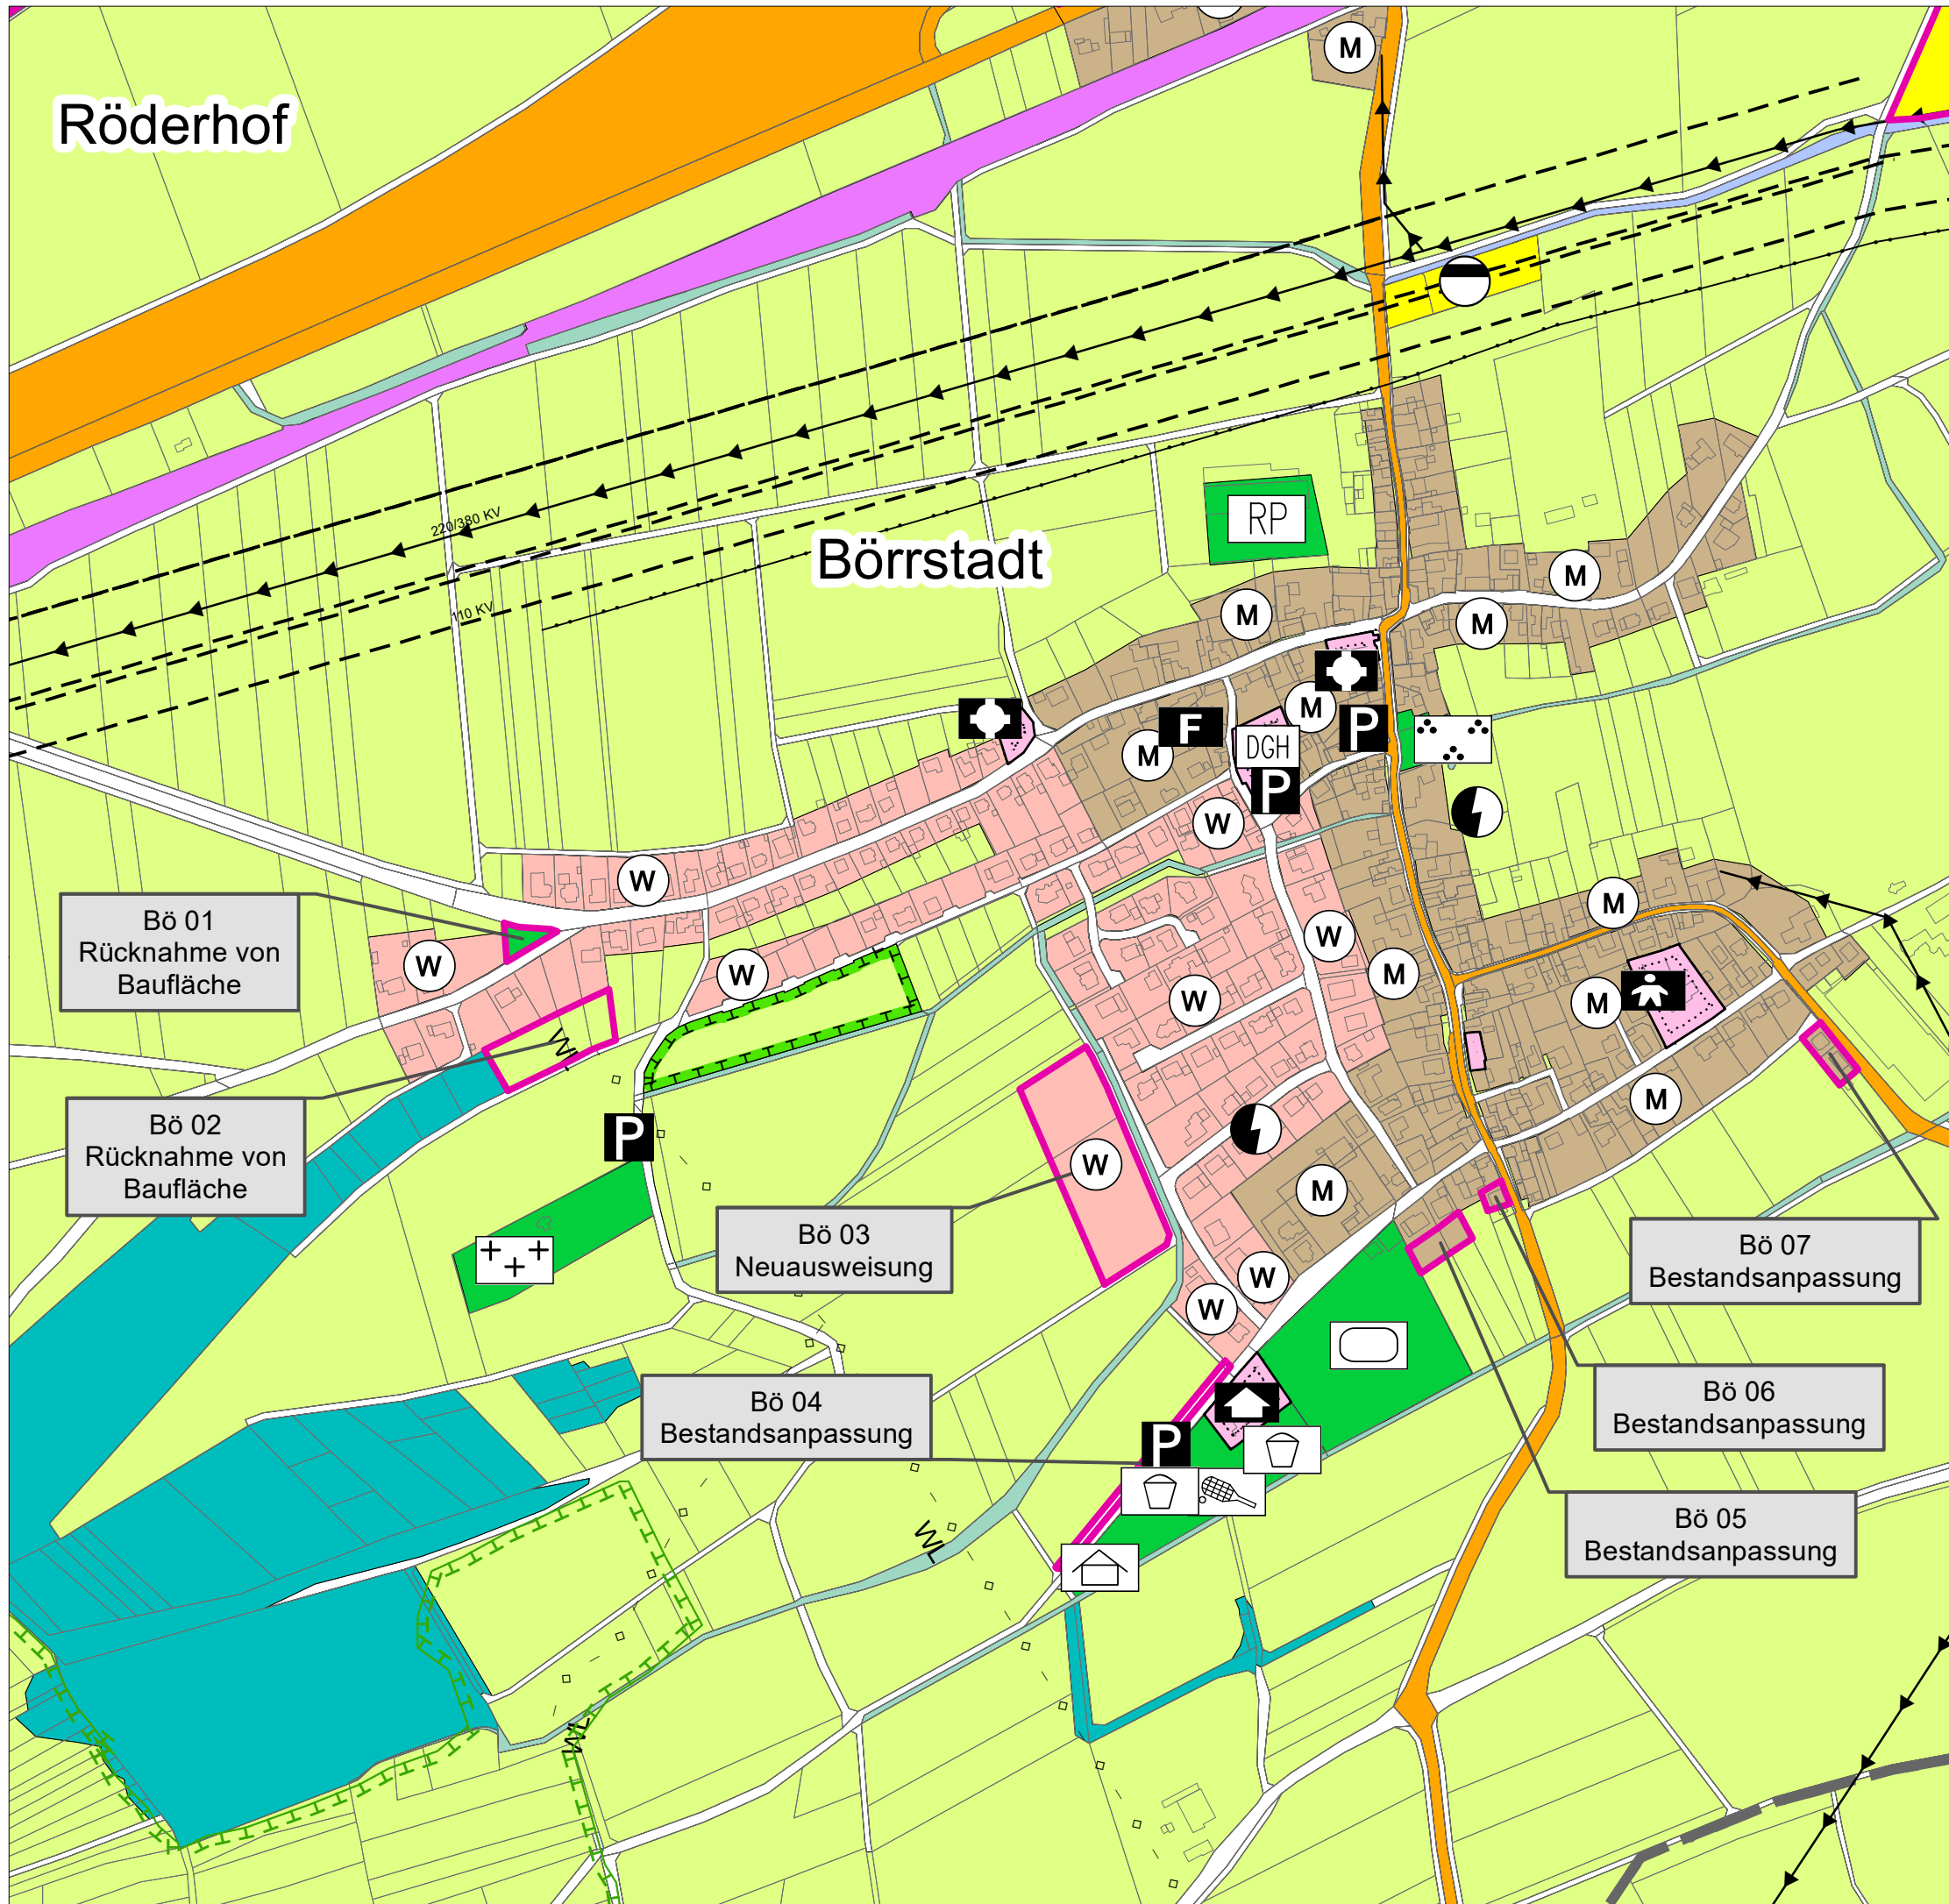 M
Röderhof
220/380 KV
RP
Börrstadt
M
M
110 KV
M
M
F
M
DGH
P
M
P
W
W
M
Bö 01
Rücknahme von
Baufläche
W
W
W
M
W
M
WL
M
Bö 02
Rücknahme von
Baufläche
P
W
M
M
Bö 03
Neuausweisung
W
W
Bö 07
Bestandsanpassung
Bö 04
Bestandsanpassung
Bö 06
Bestandsanpassung
P
Bö 05
Bestandsanpassung
WL
WL